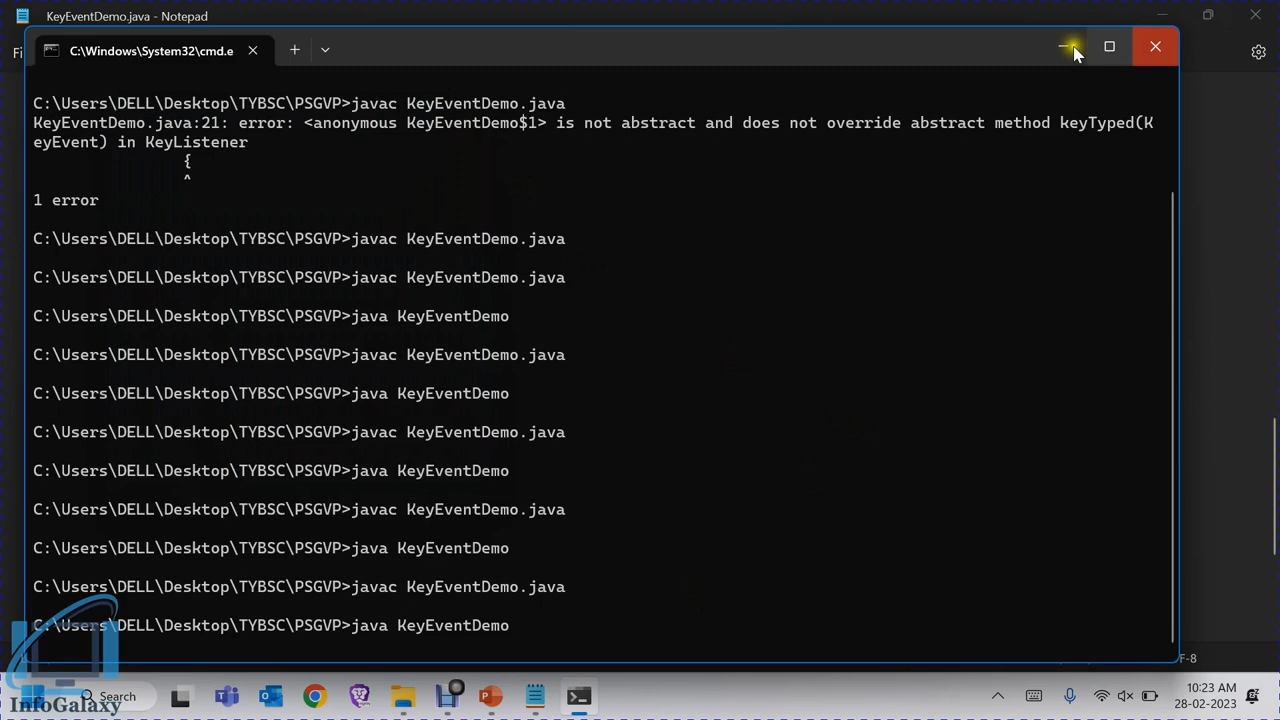 KeyEventDemo.java - Notepad
Fi
C:\Windows\System32\cmd.e
C:\Users\DELL\Desktop\TYBSC\PSGVP>javac KeyEventDemo.java
KeyEventDemo.java:21: error: <anonymous KeyEventDemo$1> is not abstract and does not override abstract method keyTyped(K
eyEvent) in KeyListener
{
^
1 error
C:\Users\DELL\Desktop\TYBSC\PSGVP>javac KeyEventDemo.java
C:\Users\DELL\Desktop\TYBSC\PSGVP>javac KeyEventDemo.java
C:\Users\DELL\Desktop\TYBSC\PSGVP>java KeyEventDemo
C:\Users\DELL\Desktop\TYBSC\PSGVP>javac KeyEventDemo.java
C:\Users\DELL\Desktop\TYBSC\PSGVP>java KeyEventDemo
C:\Users\DELL\Desktop\TYBSC\PSGVP>javac KeyEventDemo.java
C:\Users\DELL\Desktop\TYBSC\PSGVP>java KeyEventDemo
C:\Users\DELL\Desktop\TYBSC\PSGVP>javac KeyEventDemo.java
C:\Users\DELL\Desktop\TYBSC\PSGVP>java KeyEventDemo
C:\Users\DELL\Desktop\TYBSC\PSGVP>javac KeyEventDemo.java
C:\Users\DELL\Desktop\TYBSC\PSGVP>java KeyEventDemo
F-8
Search
10:23 AM
28-02-2023
InfoGalaxy